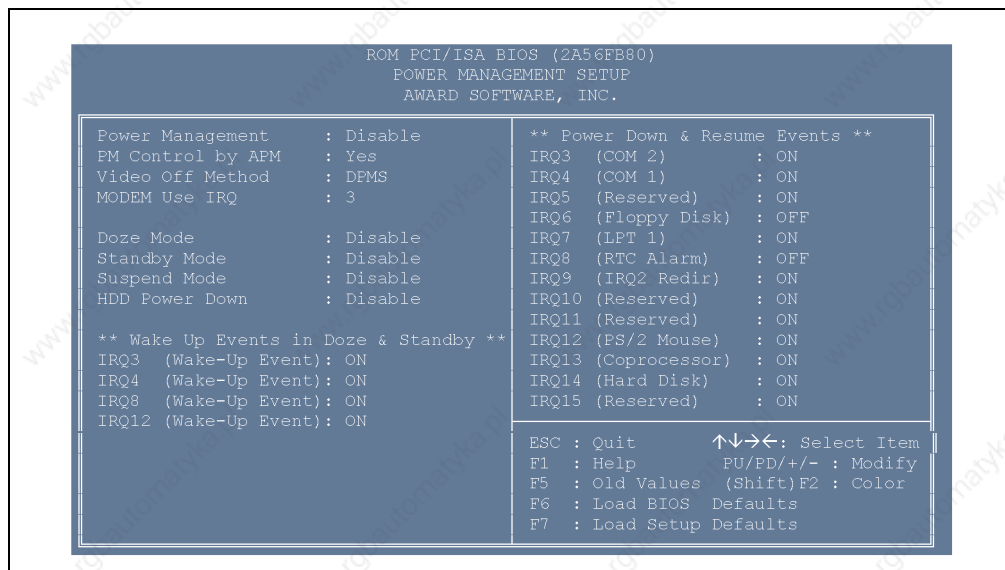 ROM PCI/ISA BIOS (2A56FB80)
POWER MANAGEMENT SETUP
AWARD SOFTWARE, INC.
Power Management : Disable
PM Control by APM : Yes
Video Off Method : DPMS
MODEM Use IRQ : 3
Doze Mode : Disable
Standby Mode : Disable
Suspend Mode : Disable
HDD Power Down : Disable
** Wake Up Events in Doze & Standby **
IRQ3 (Wake-Up Event): ON
IRQ4 (Wake-Up Event): ON
IRQ8 (Wake-Up Event): ON
IRQ12 (Wake-Up Event): ON
** Power Down & Resume Events **
IRQ3 (COM 2) : ON
IRQ4 (COM 1) : ON
IRQ5 (Reserved) : ON
IRQ6 (Floppy Disk) : OFF
IRQ7 (LPT 1) : ON
IRQ8 (RTC Alarm) : OFF
IRQ9 (IRQ2 Redir) : ON
IRQ10 (Reserved) : ON
IRQ11 (Reserved) : ON
IRQ12 (PS/2 Mouse) : ON
IRQ13 (Coprocessor) : ON
IRQ14 (Hard Disk) : ON
IRQ15 (Reserved) : ON
ESC : Quit ↑↓→←: Select Item
F1 : Help PU/PD/+/- : Modify
F5 : Old Values (Shift)F2 : Color
F6 : Load BIOS Defaults
F7 : Load Setup Defaults
www.rgbautomatyka.pl